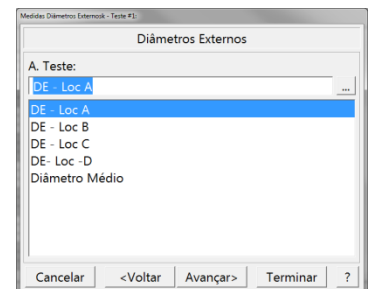 Medidas Diâmetros Externosk - Teste #1:
Diâmetros Externos
A. Teste:
DE - Loc A
...
DE - Loc A
DE - Loc B
DE - Loc C
DE- Loc -D
Diâmetro Médio
Cancelar <Voltar Avançar> Terminar ?